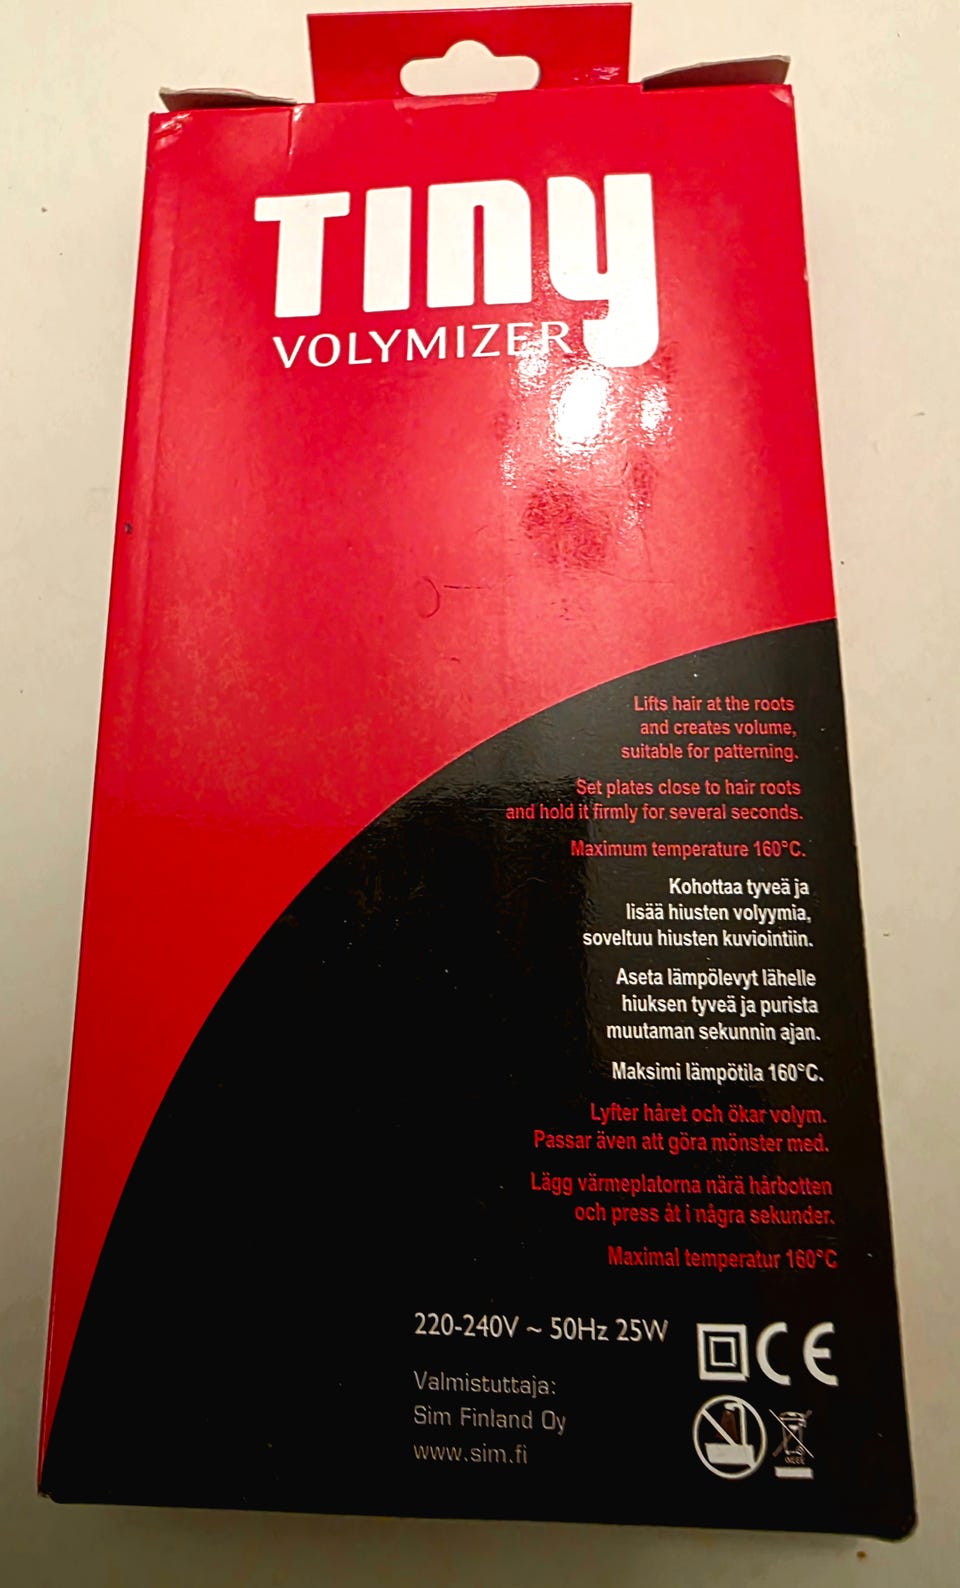 Tiny
VOLYMIZER
Lifts hair at the roots
and creates volume,
suitable for patterning.
Set plates close to hair roots
and hold it firmly for several seconds.
Maximum temperature 160°C.
Kohottaa tyveä ja
lisää hiusten volyymia,
soveltuu hiusten kuviointiin.
Aseta lämpölevyt lähelle
hiuksen tyveä ja purista
muutaman sekunnin ajan.
Maksimi lämpötila 160°C.
Lyfter håret och ökar volym.
Passar även att göra mönster med.
Lägg värmeplatorna närä hårbotten
och press åt i några sekunder.
Maximal temperatur 160°C
220-240V ~ 50Hz 25W
CE
Valmistuttaja:
Sim Finland Oy
www.sim.fi